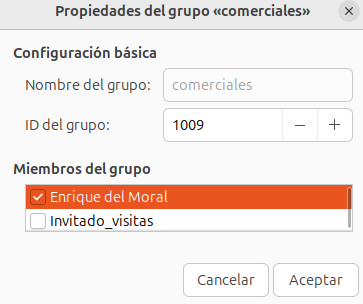 Propiedades del grupo «comerciales»
Configuración básica
Nombre del grupo: comerciales
ID del grupo: 1009
Miembros del grupo
Enrique del Moral
Invitado_visitas
Cancelar Aceptar